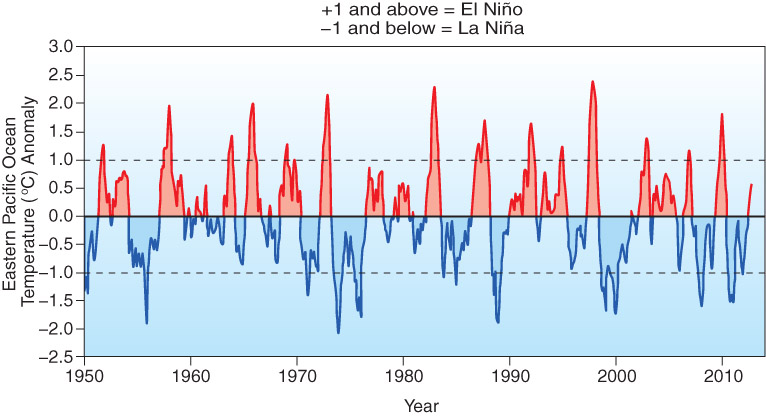 +1 and above = El Niño
−1 and below = La Niña
Eastern Pacific Ocean
Temperature (°C) Anomaly
3.0
2.5
2.0
1.5
1.0
0.5
0.0
−0.5
−1.0
−1.5
−2.0
−2.5
1950 1960 1970 1980 1990 2000 2010
Year